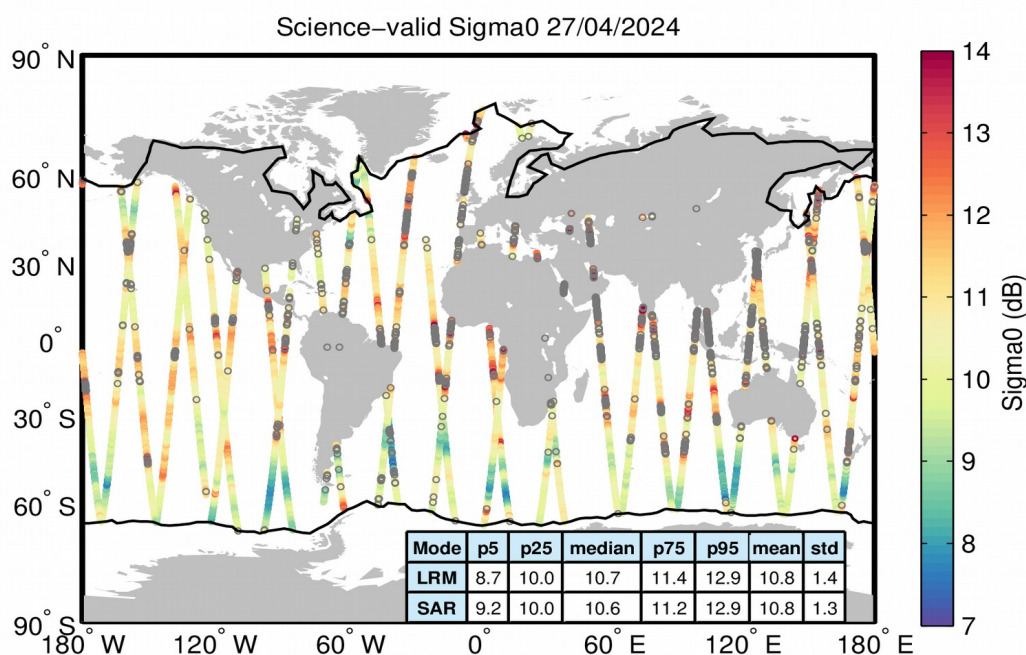 Science−valid Sigma0 27/04/2024
90° N
60° N
30° N
0°
30° S
60° S
90° S
180° W
120° W
60° W
0°
60° E
120° E
180° E
14
13
12
11
10
9
8
7
Sigma0 (dB)
Mode p5 p25 median p75 p95 mean std
LRM 8.7 10.0 10.7 11.4 12.9 10.8 1.4
SAR 9.2 10.0 10.6 11.2 12.9 10.8 1.3